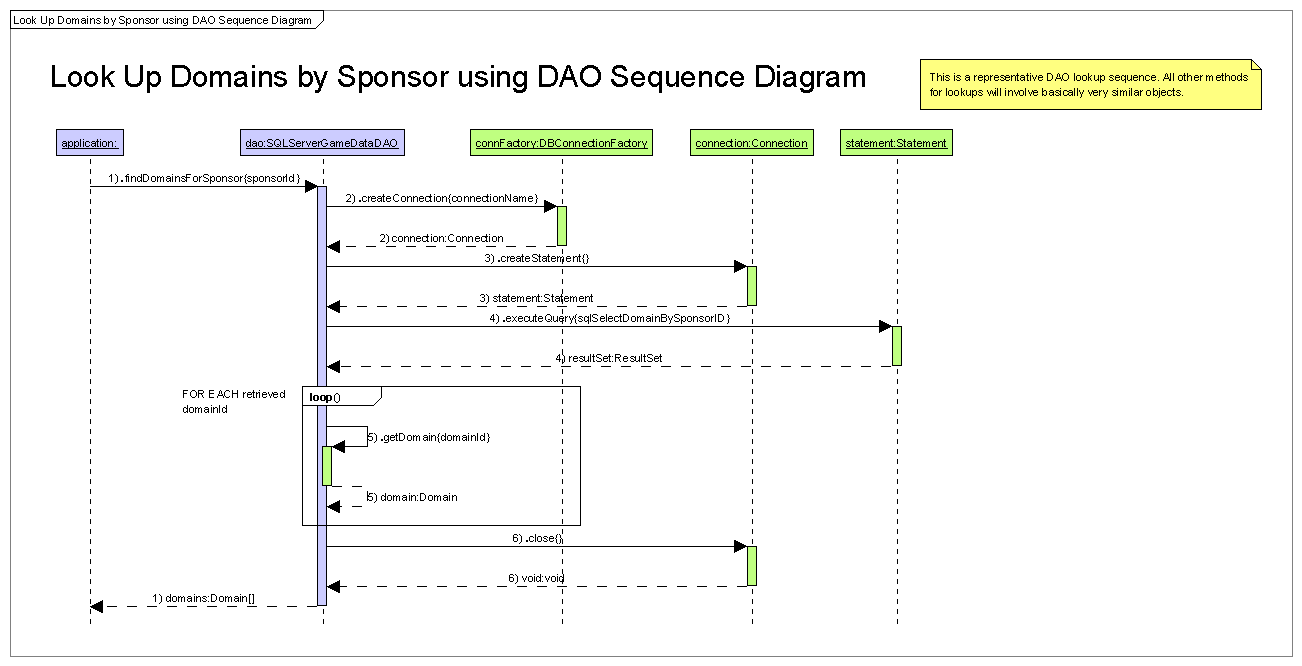 Look Up Domains by Sponsor using DAO Sequence Diagram
Look Up Domains by Sponsor using DAO Sequence Diagram
This is a representative DAO lookup sequence. All other methods
for lookups will involve basically very similar objects.
application:
dao:SQLServerGameDataDAO
connFactory:DBConnectionFactory
connection:Connection
statement:Statement
1) .findDomainsForSponsor{sponsorId}
2) .createConnection{connectionName}
2) connection:Connection
3) .createStatement{}
3) statement:Statement
4) .executeQuery{sqlSelectDomainBySponsorID}
4) resultSet:ResultSet
FOR EACH retrieved
domainId
loop()
5) .getDomain{domainId}
5) domain:Domain
6) .close{}
6) void:void
1) domains:Domain[]